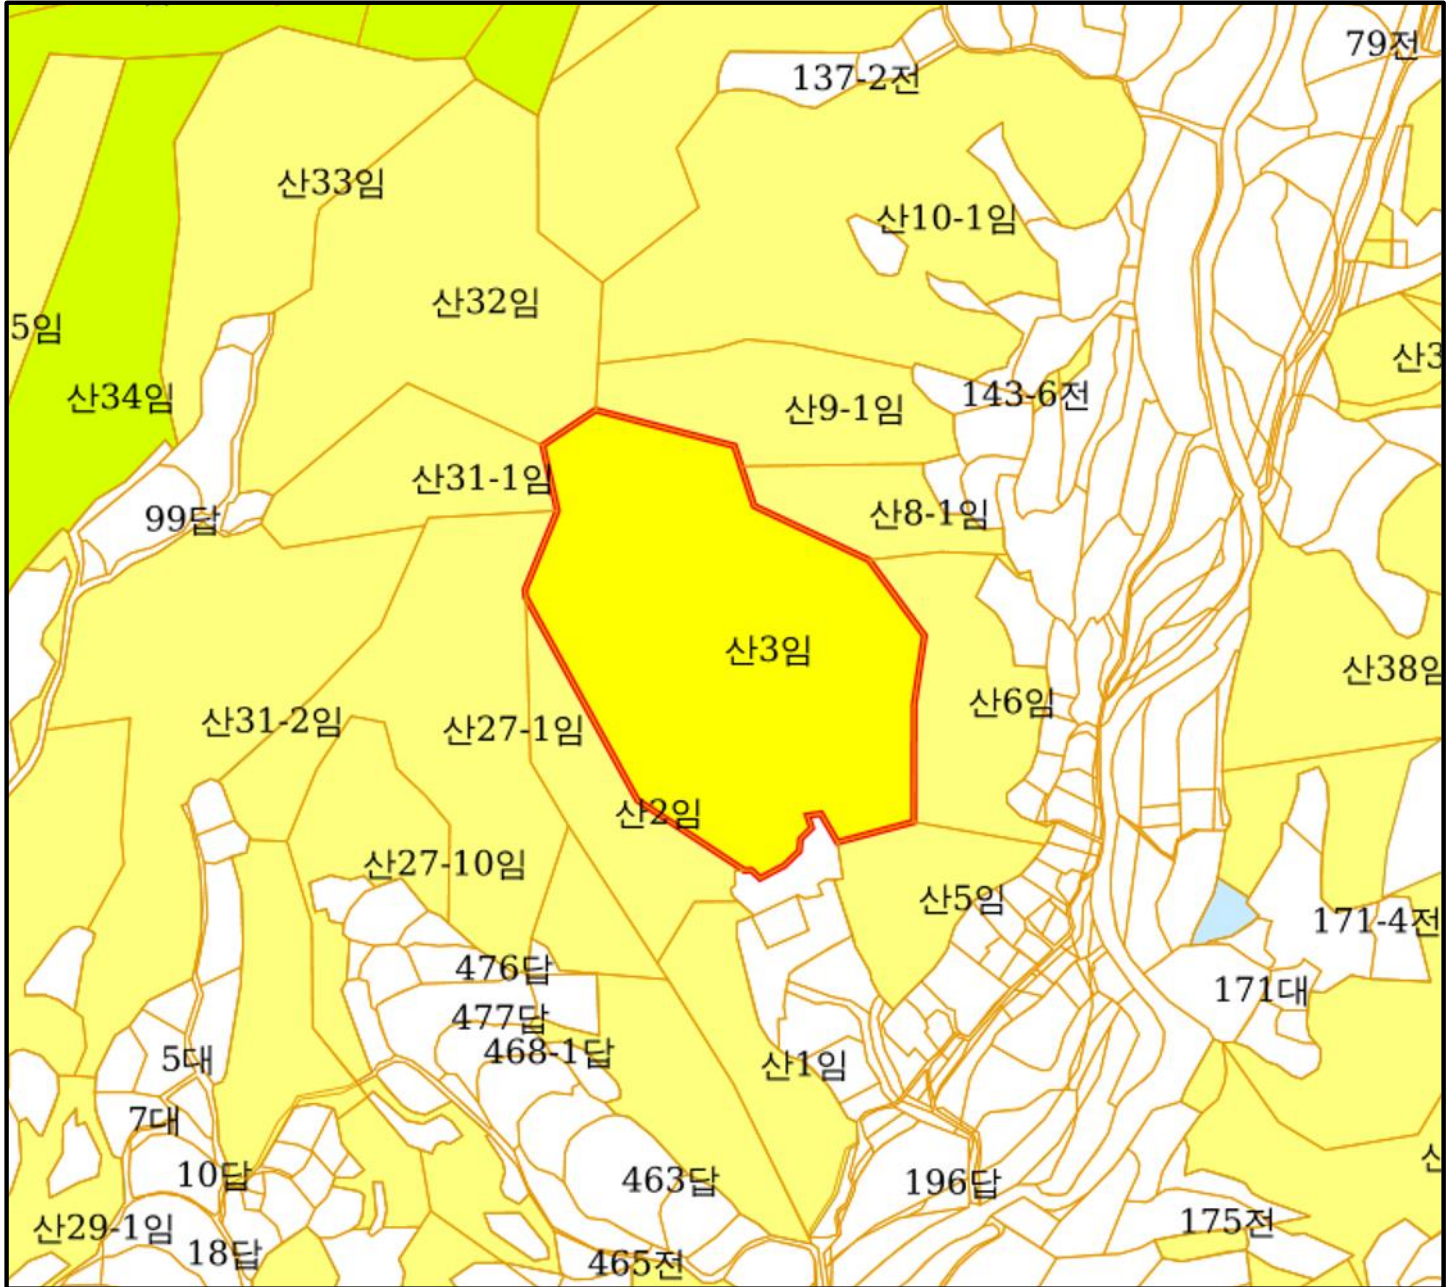 79전
137-2전
산33임
산10-1임
산32임
5임
산3
산34임
143-6전
산9-1임
산31-1임
99답
산8-1임
산3임
산38임
산6임
산31-2임
산27-1임
산2임
산27-10임
산5임
171-4전
476답
171대
477답
468-1답
5대
산1임
7대
10답
463답
196답
산29-1임
175전
18답
465전